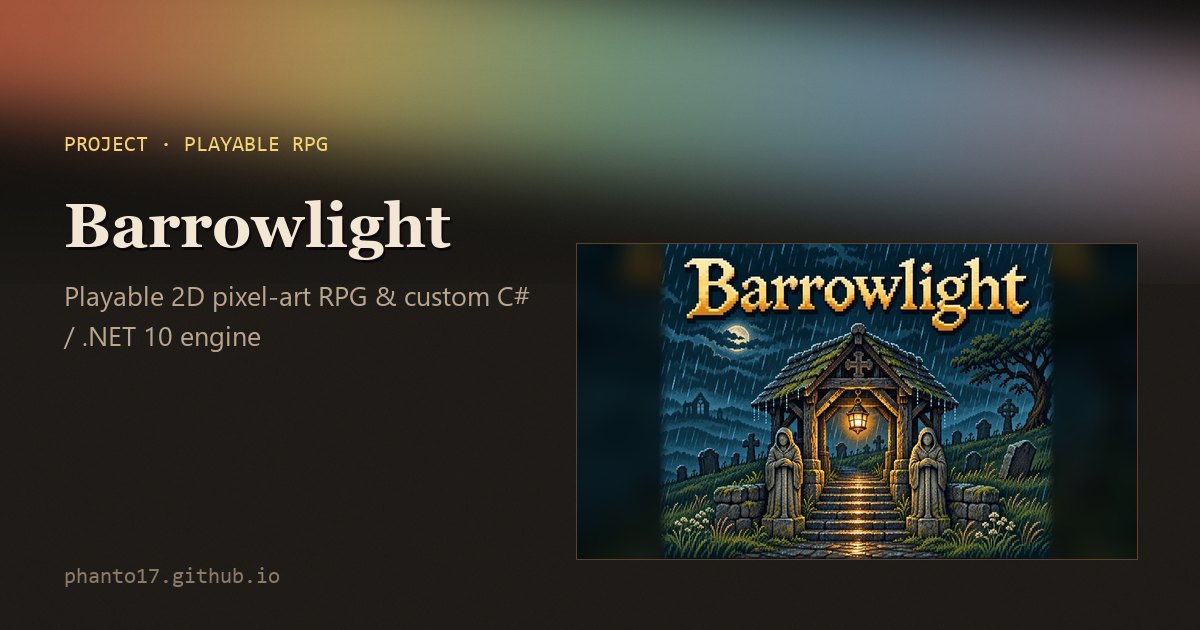 PROJECT · PLAYABLE RPG
Barrowlight
Playable 2D pixel-art RPG & custom C#
/ .NET 10 engine
Barrowlight
phanto17.github.io